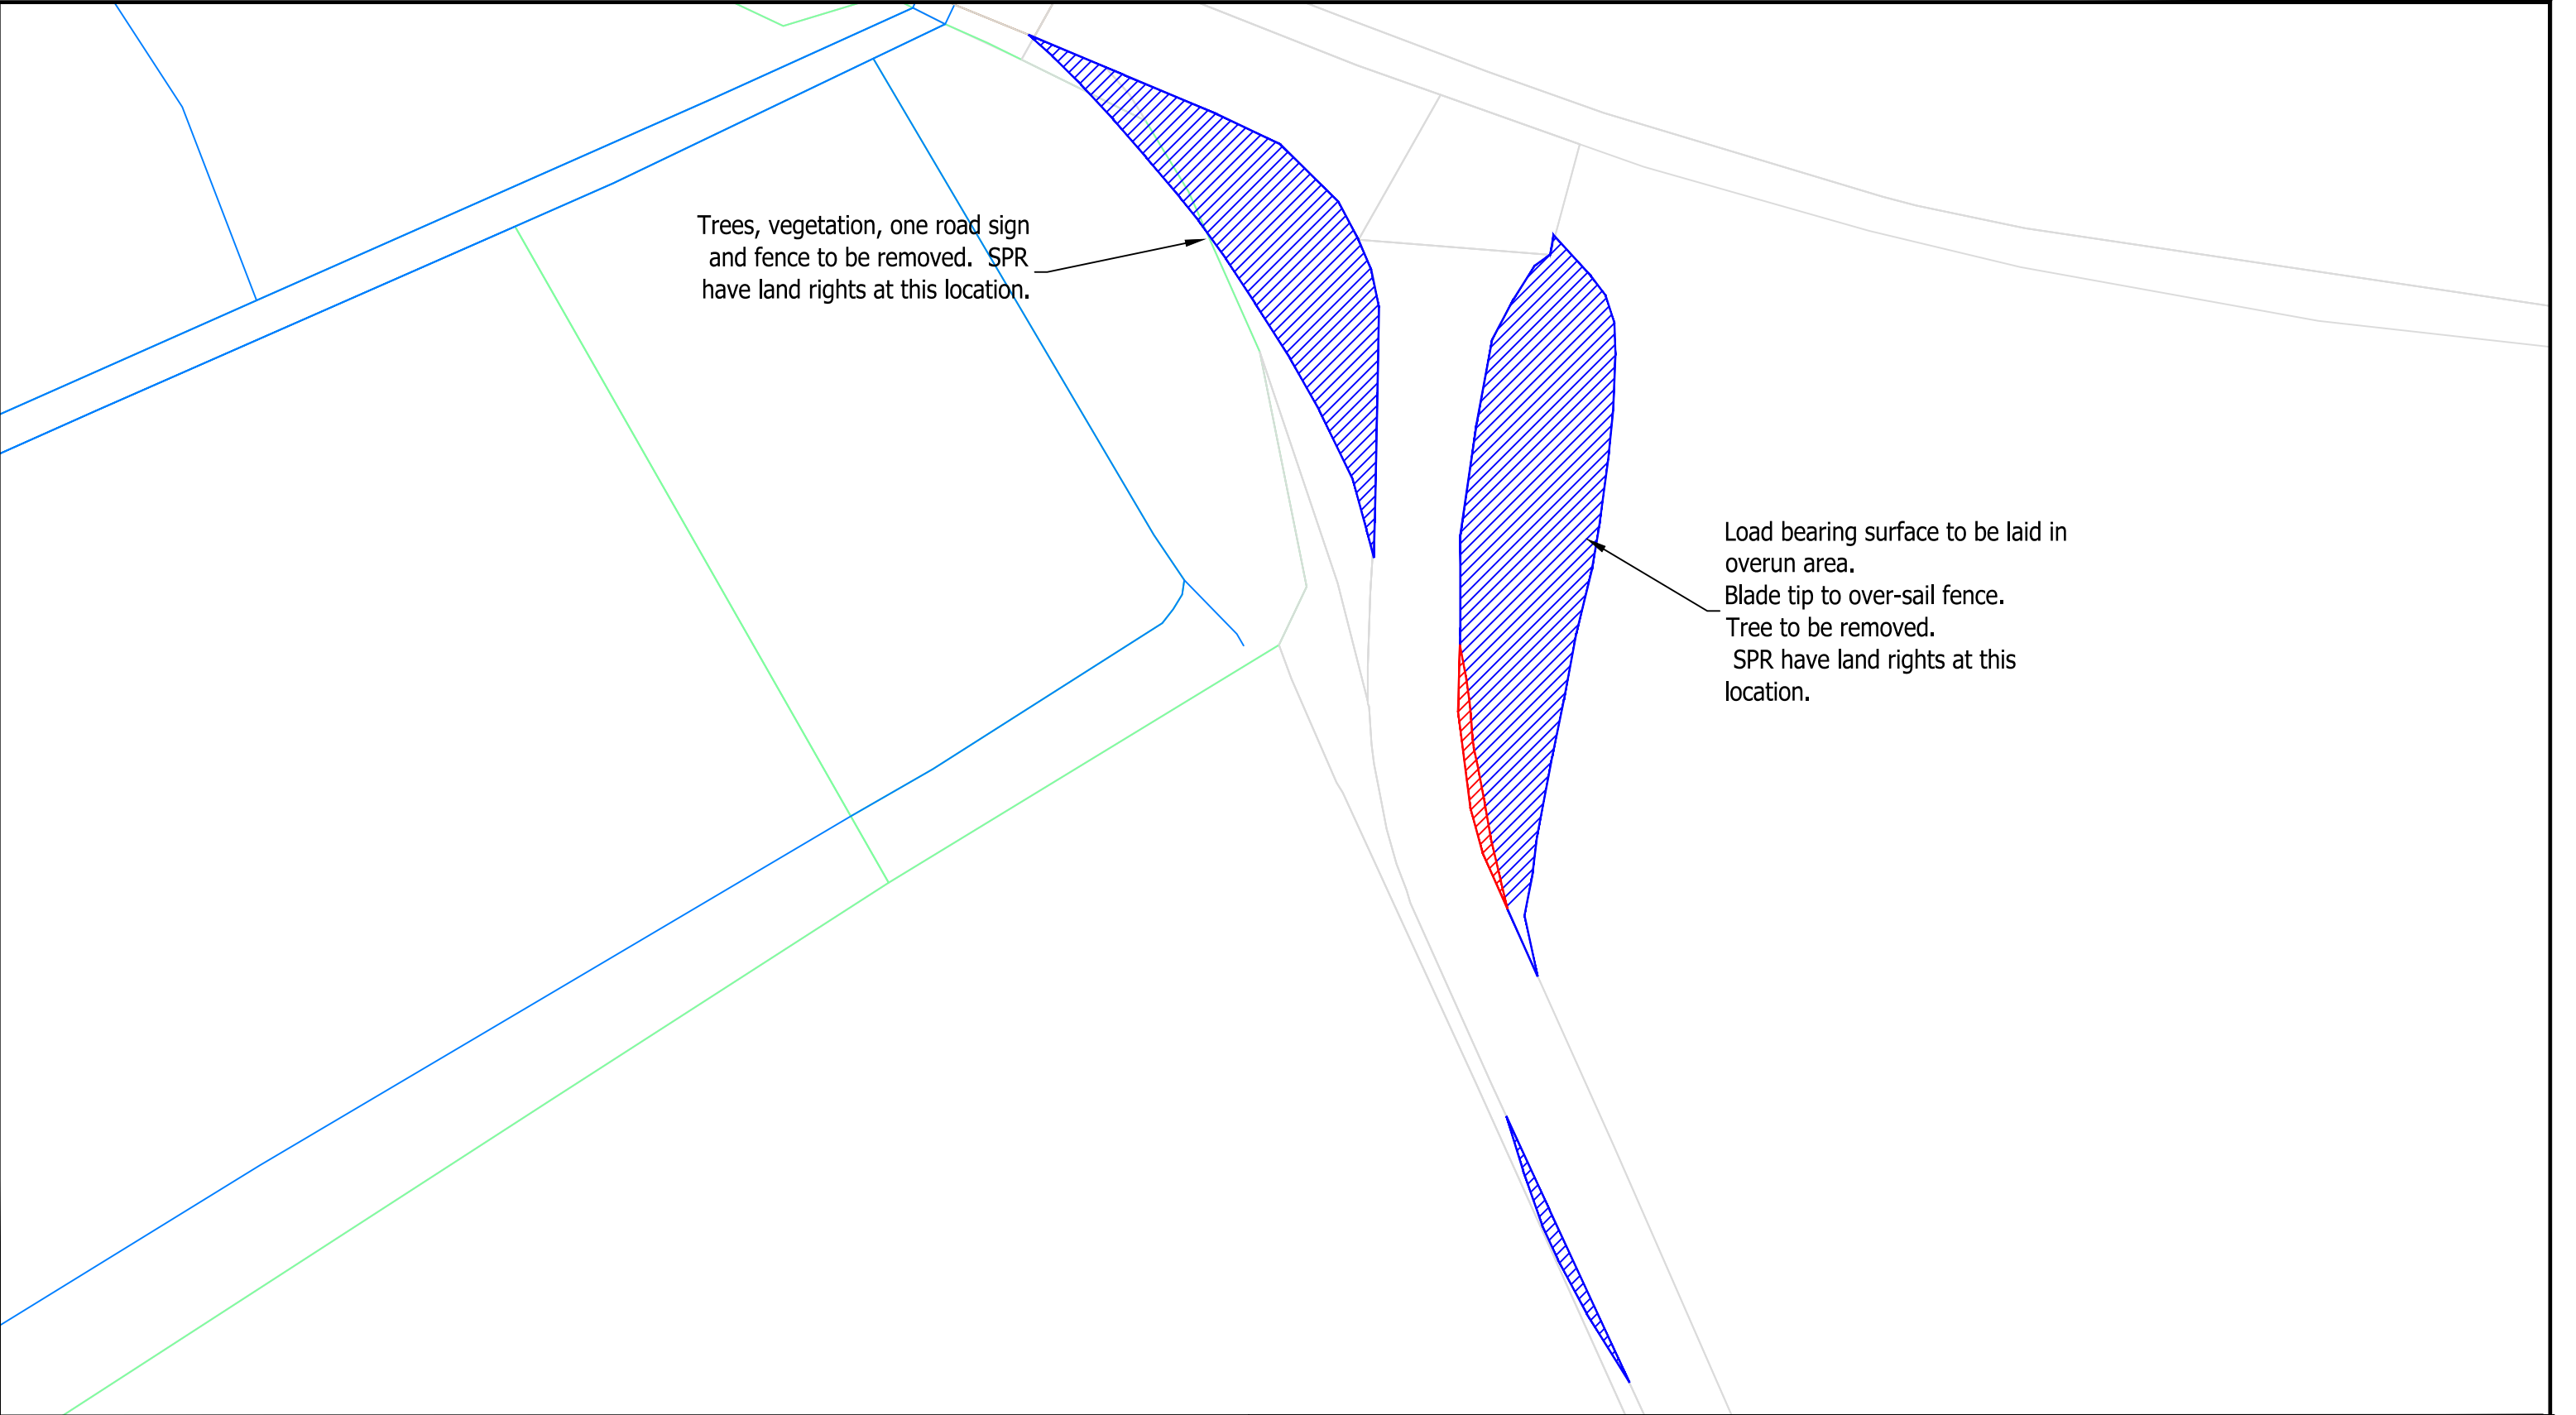 Trees, vegetation, one road sign
and fence to be removed.  SPR
have land rights at this location.
Load bearing surface to be laid in
overun area.
Blade tip to over-sail fence.
Tree to be removed.
SPR have land rights at this
location.